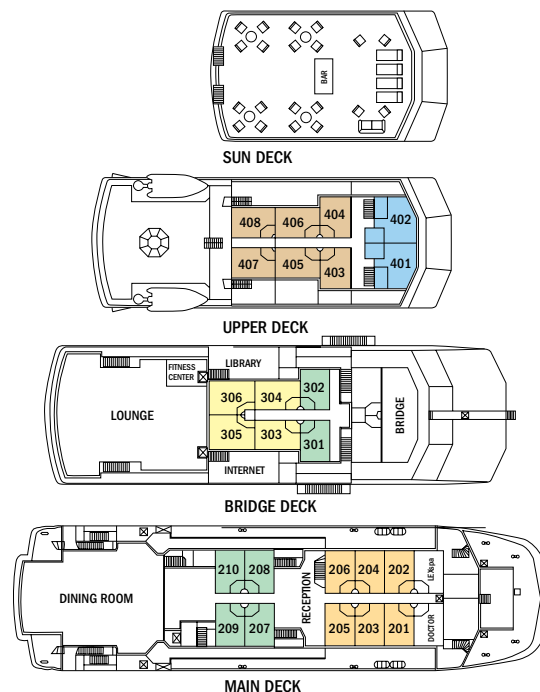 BAR
SUN DECK
408 406 404 402
407 405 403 401
UPPER DECK
FITNESS
CENTER
LIBRARY
LOUNGE
306 304 302
305 303 301
BRIDGE
INTERNET
BRIDGE DECK
DINING ROOM
210 208
209 207
RECEPTION
206 204 202
205 203 201
LEXspa
DOCTOR
MAIN DECK